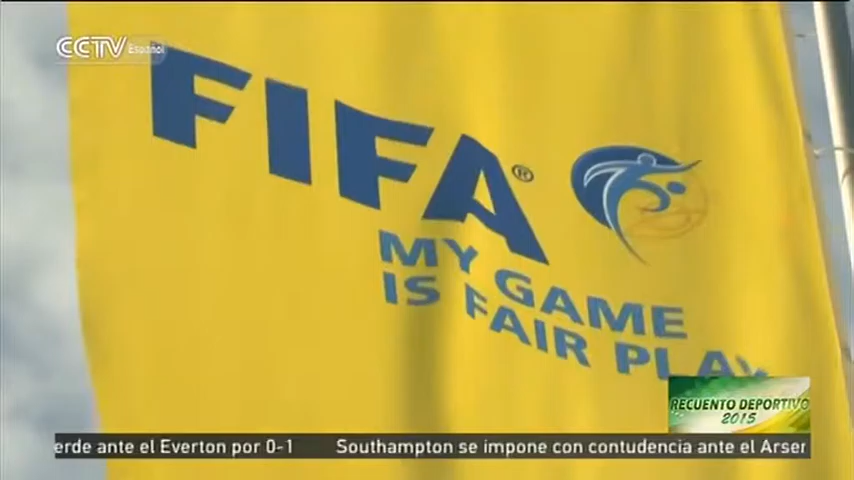 CCTV Español
FIFA®
MY GAME
IS FAIR PLAY
RECUENTO DEPORTIVO
2015
erde ante el Everton por 0-1 Southampton se impone con contudencia ante el Arser